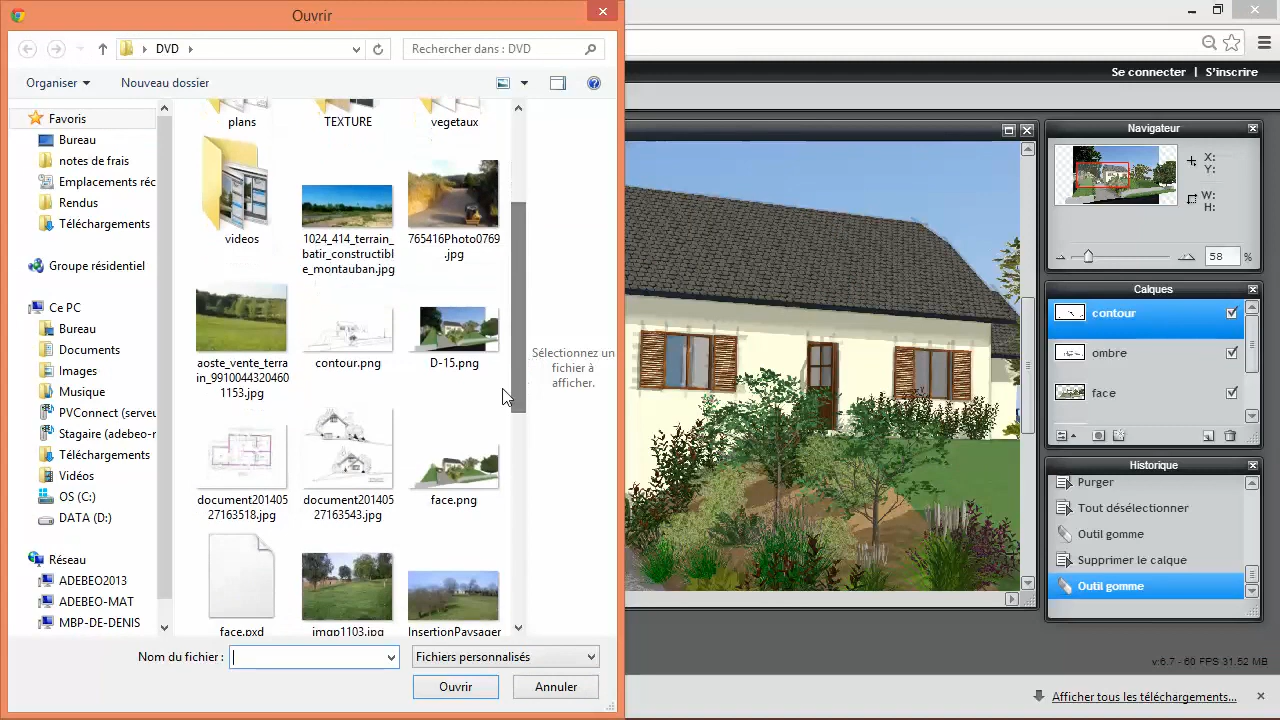 Ouvrir
DVD
Rechercher dans : DVD
Organiser
Nouveau dossier
Se connecter | S'inscrire
Favoris
Bureau
notes de frais
Emplacements réc
Rendus
Téléchargements
Groupe résidentiel
Ce PC
Bureau
Documents
Images
Musique
PVConnect (serveu
Stagaire (adebeo-r
Téléchargements
Vidéos
OS (C:)
DATA (D:)
Réseau
ADEBEO2013
ADEBEO-MAT
MBP-DE-DENIS
plans
TEXTURE
vegetaux
videos
1024_414_terrain_
batir_constructibl
e_montauban.jpg
765416Photo0769
.jpg
aoste_vente_terra
in_9910044320460
1153.jpg
contour.png
D-15.png
document201405
27163518.jpg
document201405
27163543.jpg
face.png
face.pxd
imgp1103.jpg
InsertionPaysager
Sélectionnez un
fichier à
afficher.
Nom du fichier :
Fichiers personnalisés
Ouvrir
Annuler
Navigateur
X:
Y:
W:
H:
58 %
Calques
contour
ombre
face
Historique
Purger
Tout désélectionner
Outil gomme
Supprimer le calque
Outil gomme
v:6.7 - 60 FPS 31.52 MB
Afficher tous les téléchargements...